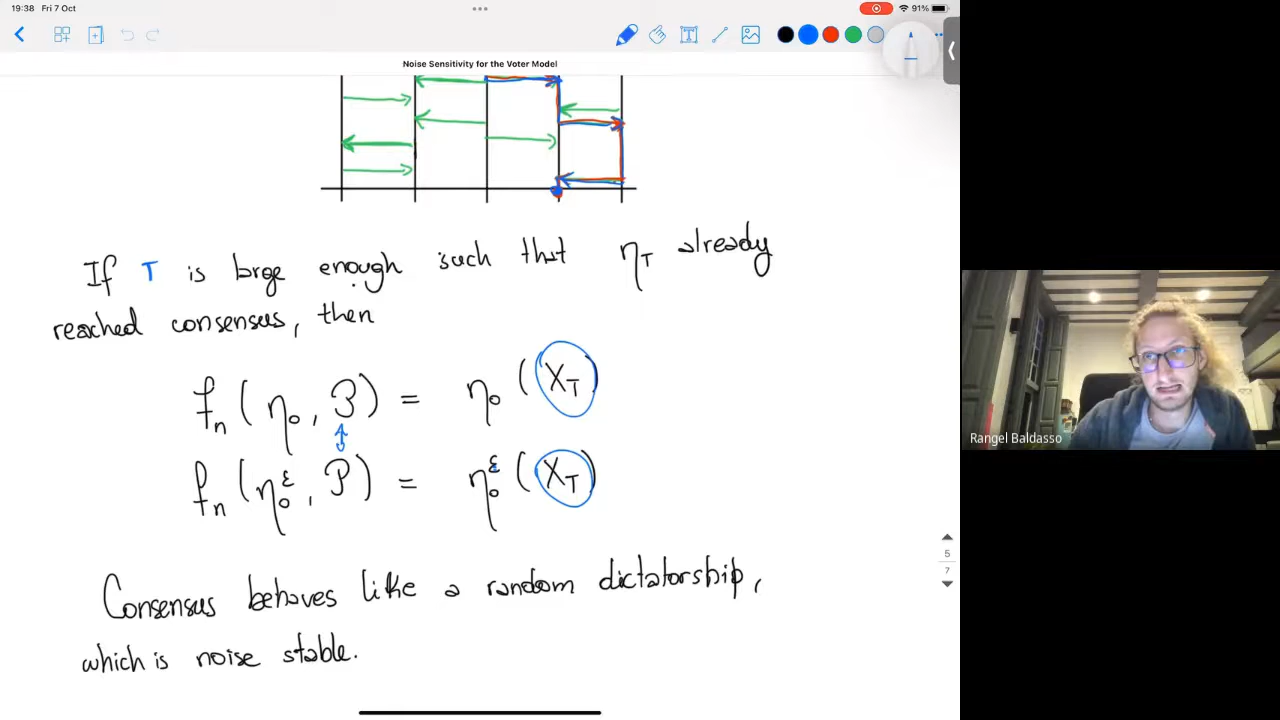 19:38 Fri 7 Oct
91%
Noise Sensitivity for the Voter Model
If T is large enough such that η_T already
reached consensus, then
f_n ( η_0 , P ) = η_0 ( X_T )
f_n ( η_0^ε , P ) = η_0^ε ( X_T )
Consensus behaves like a random dictatorship,
which is noise stable.
5
7
Rangel Baldasso